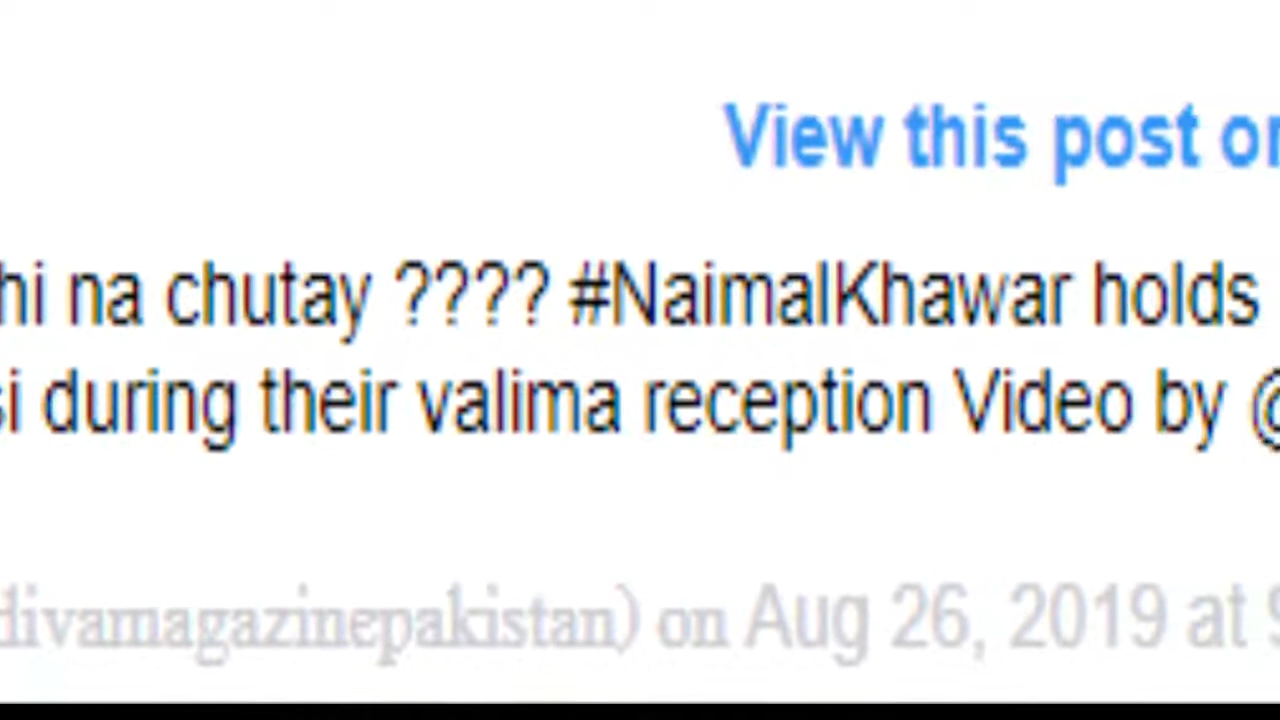 View this post on
hi na chutay ???? #NaimalKhawar holds
si during their valima reception Video by @
divamagazinepakistan) on Aug 26, 2019 at 9